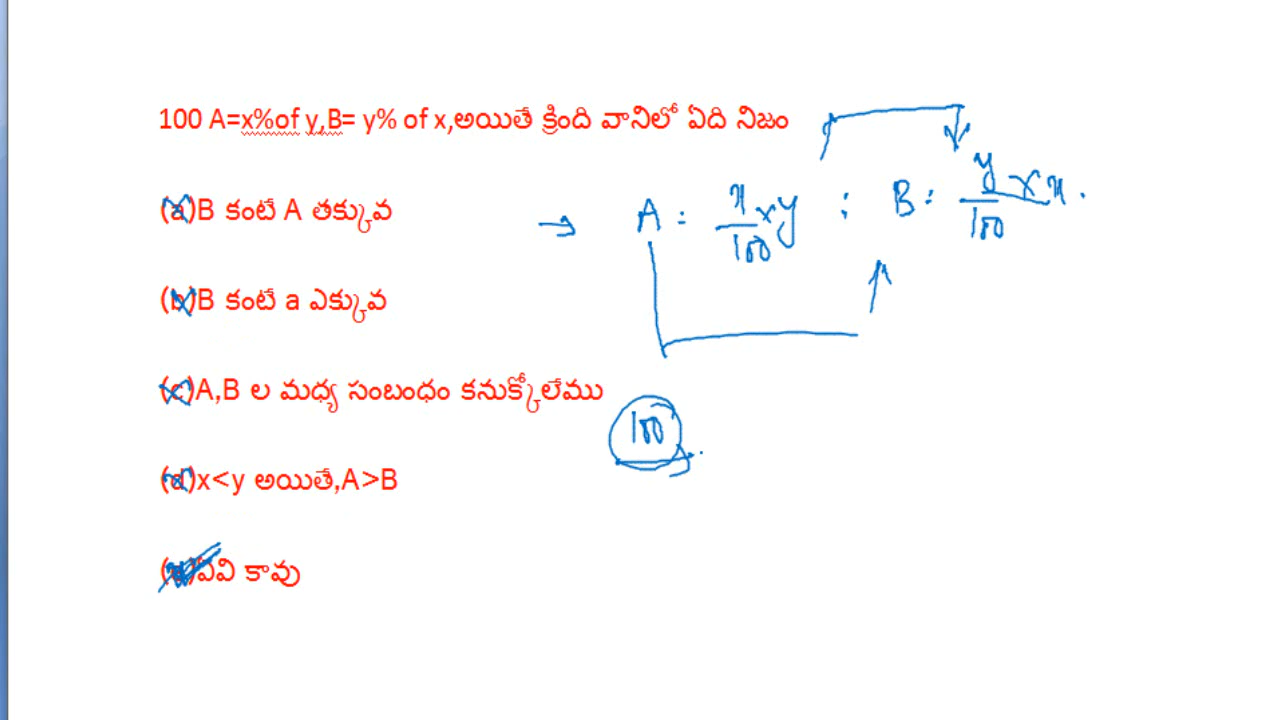 100 A=x%of y,B= y% of x,అయితే క్రింది వానిలో ఏది నిజం
(a)B కంటే A తక్కువ
→ A = x/100 × y ; B = y/100 × x .
(b)B కంటే a ఎక్కువ
(c)A,B ల మధ్య సంబంధం కనుక్కోలేము
100
(d)x<y అయితే,A>B
(e)ఏవి కావు